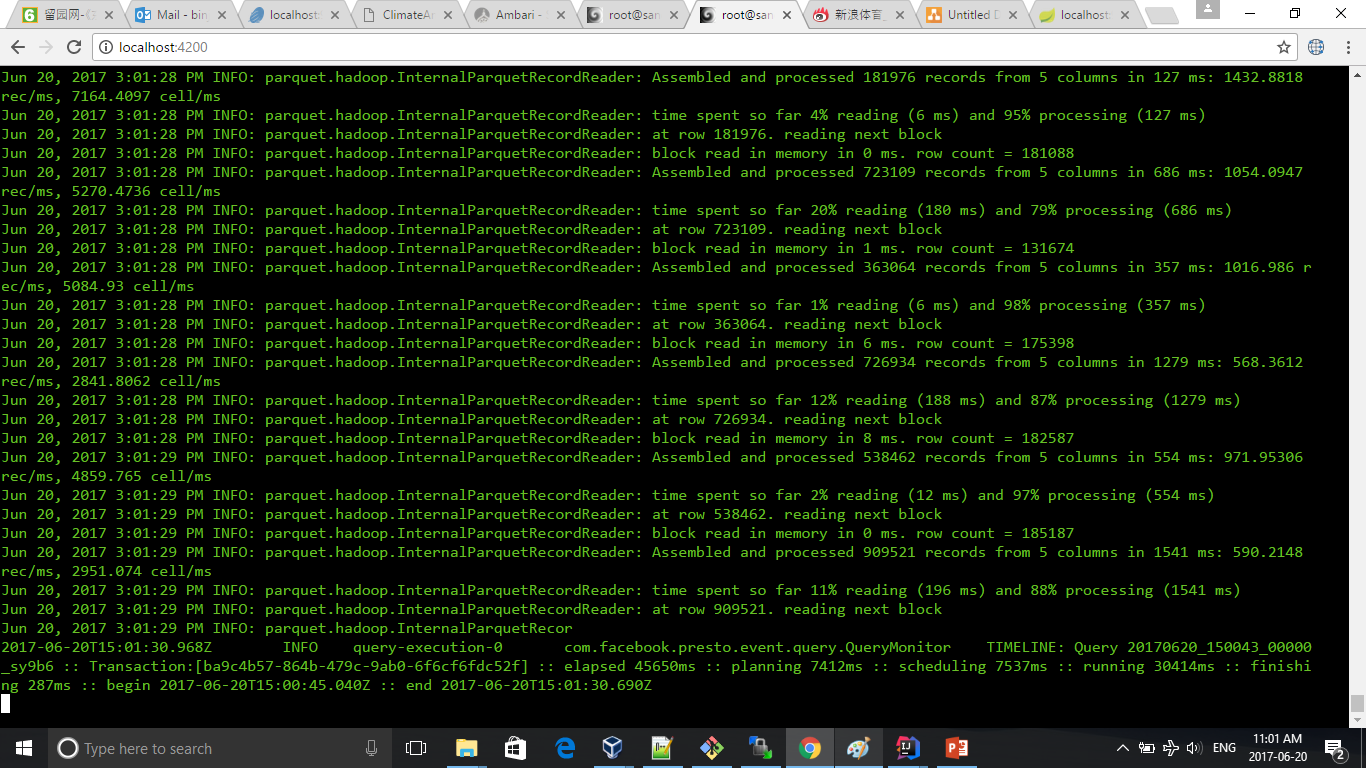 留园网-
Mail - bin
localhost:
ClimateAn
Ambari -
root@san
root@san
新浪体育_
Untitled D
localhost:
localhost:4200
Jun 20, 2017 3:01:28 PM INFO: parquet.hadoop.InternalParquetRecordReader: Assembled and processed 181976 records from 5 columns in 127 ms: 1432.8818
rec/ms, 7164.4097 cell/ms
Jun 20, 2017 3:01:28 PM INFO: parquet.hadoop.InternalParquetRecordReader: time spent so far 4% reading (6 ms) and 95% processing (127 ms)
Jun 20, 2017 3:01:28 PM INFO: parquet.hadoop.InternalParquetRecordReader: at row 181976. reading next block
Jun 20, 2017 3:01:28 PM INFO: parquet.hadoop.InternalParquetRecordReader: block read in memory in 0 ms. row count = 181088
Jun 20, 2017 3:01:28 PM INFO: parquet.hadoop.InternalParquetRecordReader: Assembled and processed 723109 records from 5 columns in 686 ms: 1054.0947
rec/ms, 5270.4736 cell/ms
Jun 20, 2017 3:01:28 PM INFO: parquet.hadoop.InternalParquetRecordReader: time spent so far 20% reading (180 ms) and 79% processing (686 ms)
Jun 20, 2017 3:01:28 PM INFO: parquet.hadoop.InternalParquetRecordReader: at row 723109. reading next block
Jun 20, 2017 3:01:28 PM INFO: parquet.hadoop.InternalParquetRecordReader: block read in memory in 1 ms. row count = 131674
Jun 20, 2017 3:01:28 PM INFO: parquet.hadoop.InternalParquetRecordReader: Assembled and processed 363064 records from 5 columns in 357 ms: 1016.986 r
ec/ms, 5084.93 cell/ms
Jun 20, 2017 3:01:28 PM INFO: parquet.hadoop.InternalParquetRecordReader: time spent so far 1% reading (6 ms) and 98% processing (357 ms)
Jun 20, 2017 3:01:28 PM INFO: parquet.hadoop.InternalParquetRecordReader: at row 363064. reading next block
Jun 20, 2017 3:01:28 PM INFO: parquet.hadoop.InternalParquetRecordReader: block read in memory in 6 ms. row count = 175398
Jun 20, 2017 3:01:28 PM INFO: parquet.hadoop.InternalParquetRecordReader: Assembled and processed 726934 records from 5 columns in 1279 ms: 568.3612
rec/ms, 2841.8062 cell/ms
Jun 20, 2017 3:01:28 PM INFO: parquet.hadoop.InternalParquetRecordReader: time spent so far 12% reading (188 ms) and 87% processing (1279 ms)
Jun 20, 2017 3:01:28 PM INFO: parquet.hadoop.InternalParquetRecordReader: at row 726934. reading next block
Jun 20, 2017 3:01:28 PM INFO: parquet.hadoop.InternalParquetRecordReader: block read in memory in 8 ms. row count = 182587
Jun 20, 2017 3:01:29 PM INFO: parquet.hadoop.InternalParquetRecordReader: Assembled and processed 538462 records from 5 columns in 554 ms: 971.95306
rec/ms, 4859.765 cell/ms
Jun 20, 2017 3:01:29 PM INFO: parquet.hadoop.InternalParquetRecordReader: time spent so far 2% reading (12 ms) and 97% processing (554 ms)
Jun 20, 2017 3:01:29 PM INFO: parquet.hadoop.InternalParquetRecordReader: at row 538462. reading next block
Jun 20, 2017 3:01:29 PM INFO: parquet.hadoop.InternalParquetRecordReader: block read in memory in 0 ms. row count = 185187
Jun 20, 2017 3:01:29 PM INFO: parquet.hadoop.InternalParquetRecordReader: Assembled and processed 909521 records from 5 columns in 1541 ms: 590.2148
rec/ms, 2951.074 cell/ms
Jun 20, 2017 3:01:29 PM INFO: parquet.hadoop.InternalParquetRecordReader: time spent so far 11% reading (196 ms) and 88% processing (1541 ms)
Jun 20, 2017 3:01:29 PM INFO: parquet.hadoop.InternalParquetRecordReader: at row 909521. reading next block
Jun 20, 2017 3:01:29 PM INFO: parquet.hadoop.InternalParquetRecor
2017-06-20T15:01:30.968Z INFO query-execution-0 com.facebook.presto.event.query.QueryMonitor TIMELINE: Query 20170620_150043_00000
_sy9b6 :: Transaction:[ba9c4b57-864b-479c-9ab0-6f6cf6fdc52f] :: elapsed 45650ms :: planning 7412ms :: scheduling 7537ms :: running 30414ms :: finishi
ng 287ms :: begin 2017-06-20T15:00:45.040Z :: end 2017-06-20T15:01:30.690Z
Type here to search
ENG
11:01 AM
2017-06-20
2